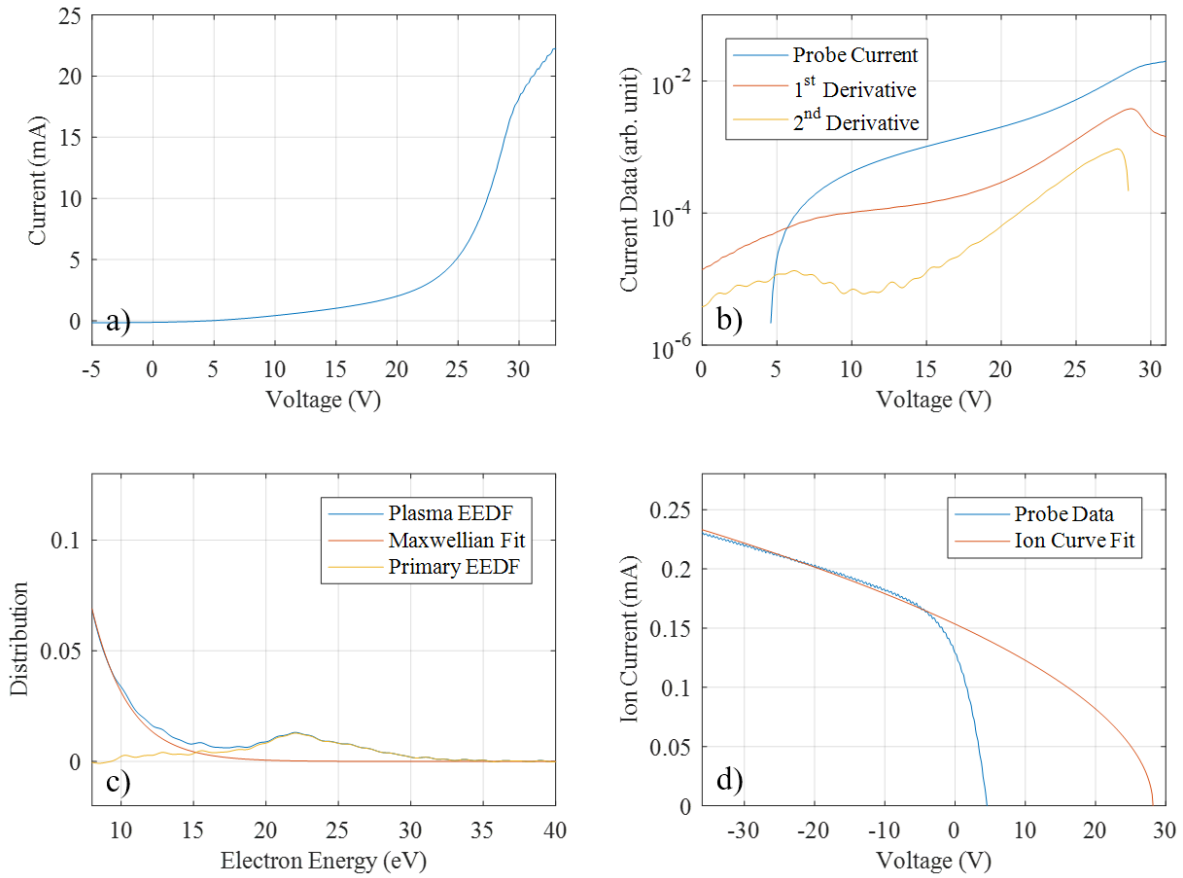 25
20
15
10
5
0
-5 0 5 10 15 20 25 30
Current (mA)
Voltage (V)
a)
10⁻²
10⁻⁴
10⁻⁶
0 5 10 15 20 25 30
Current Data (arb. unit)
Voltage (V)
Probe Current
1st Derivative
2nd Derivative
b)
0.1
0.05
0
10 15 20 25 30 35 40
Distribution
Electron Energy (eV)
Plasma EEDF
Maxwellian Fit
Primary EEDF
c)
0.25
0.2
0.15
0.1
0.05
0
-30 -20 -10 0 10 20 30
Ion Current (mA)
Voltage (V)
Probe Data
Ion Curve Fit
d)